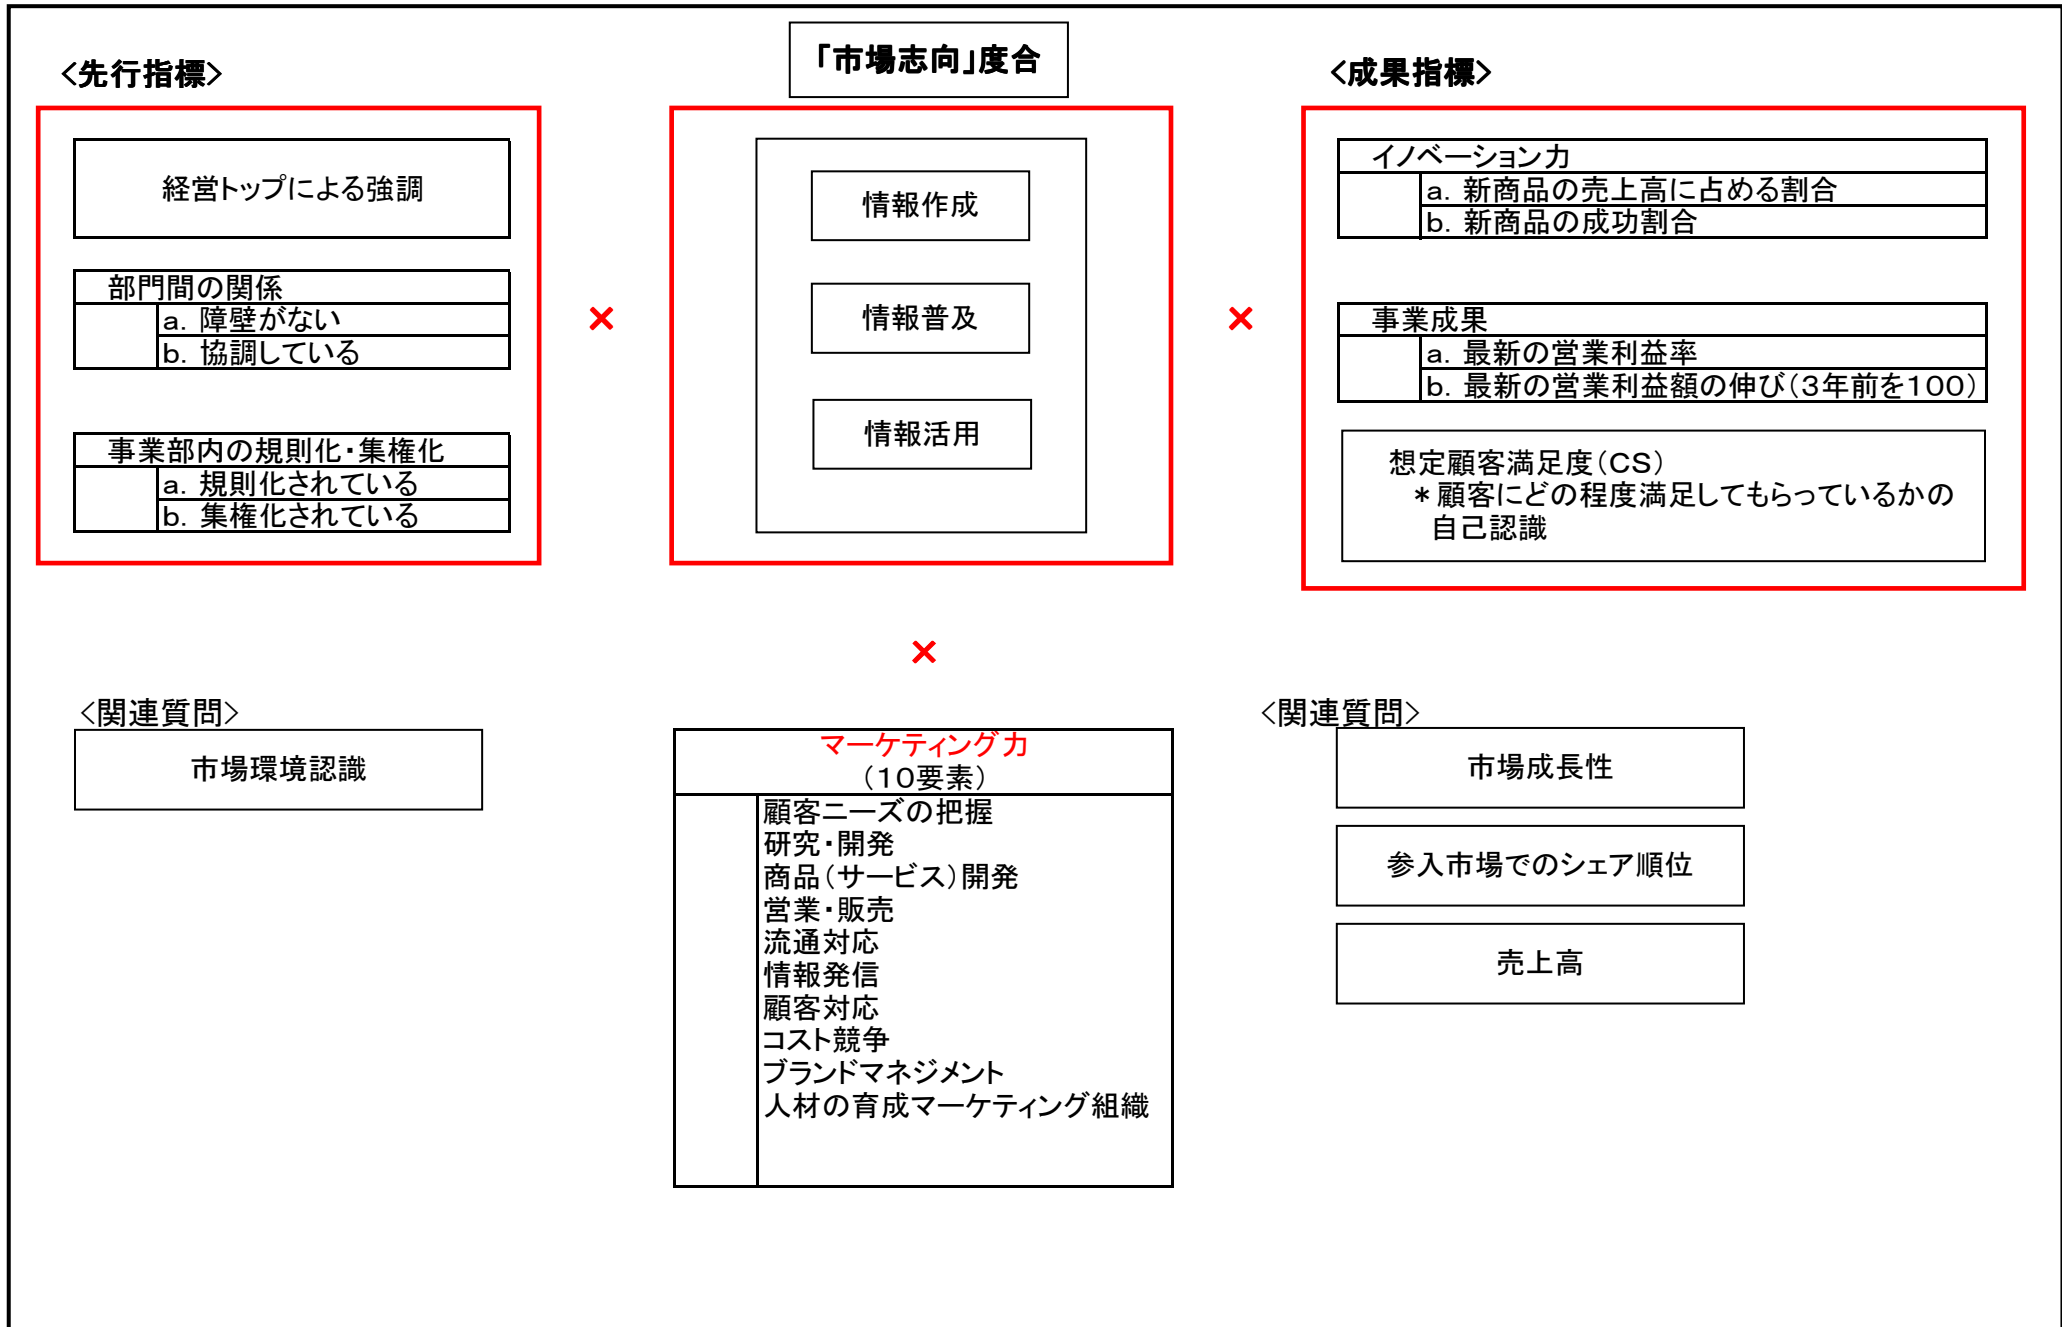 「市場志向」度合
<先行指標>
経営トップによる強調
部門間の関係
a. 障壁がない
b. 協調している
事業部内の規則化・集権化
a. 規則化されている
b. 集権化されている
×
情報作成
情報普及
情報活用
×
<成果指標>
イノベーション力
a. 新商品の売上高に占める割合
b. 新商品の成功割合
事業成果
a. 最新の営業利益率
b. 最新の営業利益額の伸び(3年前を100)
想定顧客満足度(CS)
*顧客にどの程度満足してもらっているかの
自己認識
×
<関連質問>
市場環境認識
マーケティング力
(10要素)
顧客ニーズの把握
研究・開発
商品(サービス)開発
営業・販売
流通対応
情報発信
顧客対応
コスト競争
ブランドマネジメント
人材の育成マーケティング組織
<関連質問>
市場成長性
参入市場でのシェア順位
売上高